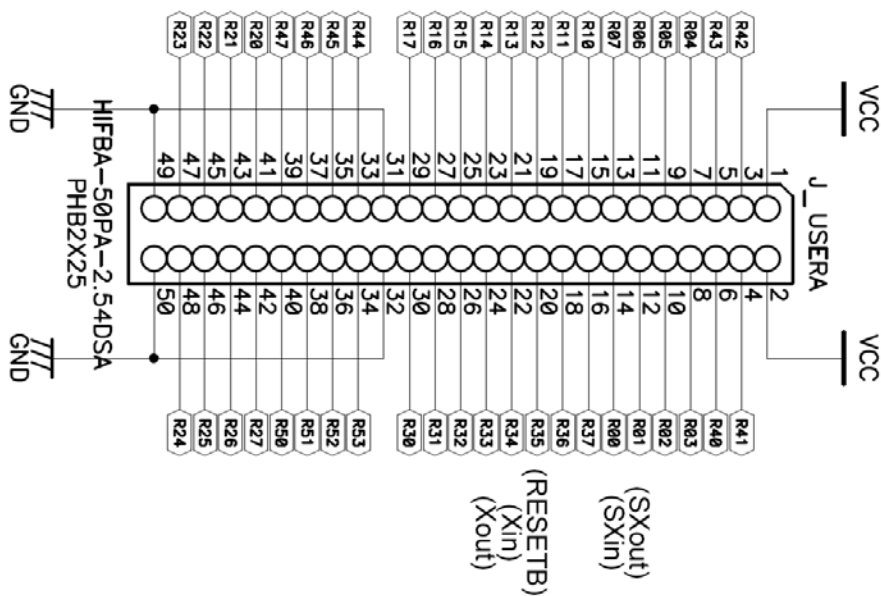 VCC VCC
J_USERA
1 2
R42 3 4 R41
R43 5 6 R40
R04 7 8 R03
R05 9 10 R02
R06 11 12 R01 (SXout)
R07 13 14 R00 (SXin)
R10 15 16 R37
R11 17 18 R36
R12 19 20 R35 (RESETB)
R13 21 22 R34 (Xin)
R14 23 24 R33 (Xout)
R15 25 26 R32
R16 27 28 R31
R17 29 30 R30
31 32
R44 33 34 R53
R45 35 36 R52
R46 37 38 R51
R47 39 40 R50
R20 41 42 R27
R21 43 44 R26
R22 45 46 R25
R23 47 48 R24
49 50
HIFBA-50PA-2.54DSA
PHB2X25
GND GND